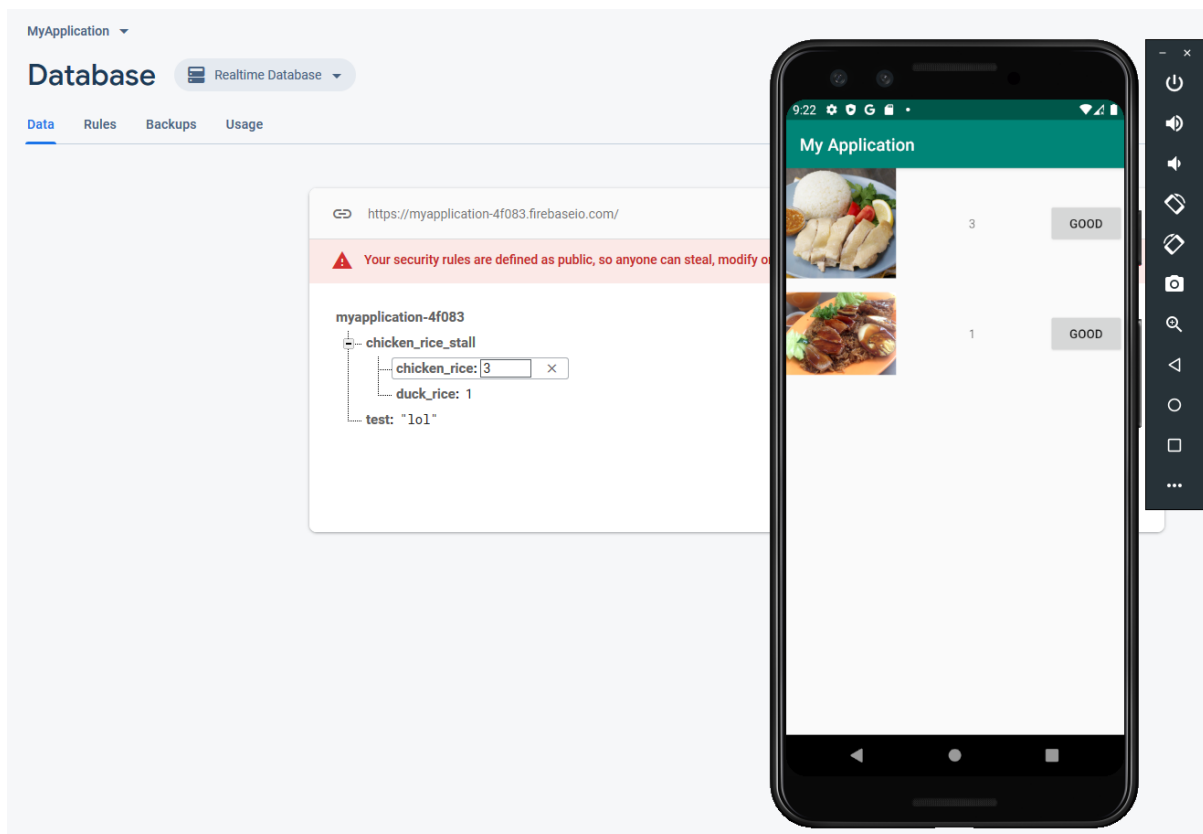 MyApplication
Database
Realtime Database
Data Rules Backups Usage
https://myapplication-4f083.firebaseio.com/
Your security rules are defined as public, so anyone can steal, modify o
myapplication-4f083
chicken_rice_stall
chicken_rice: 3
duck_rice: 1
test: "lol"
9:22
My Application
3 GOOD
1 GOOD